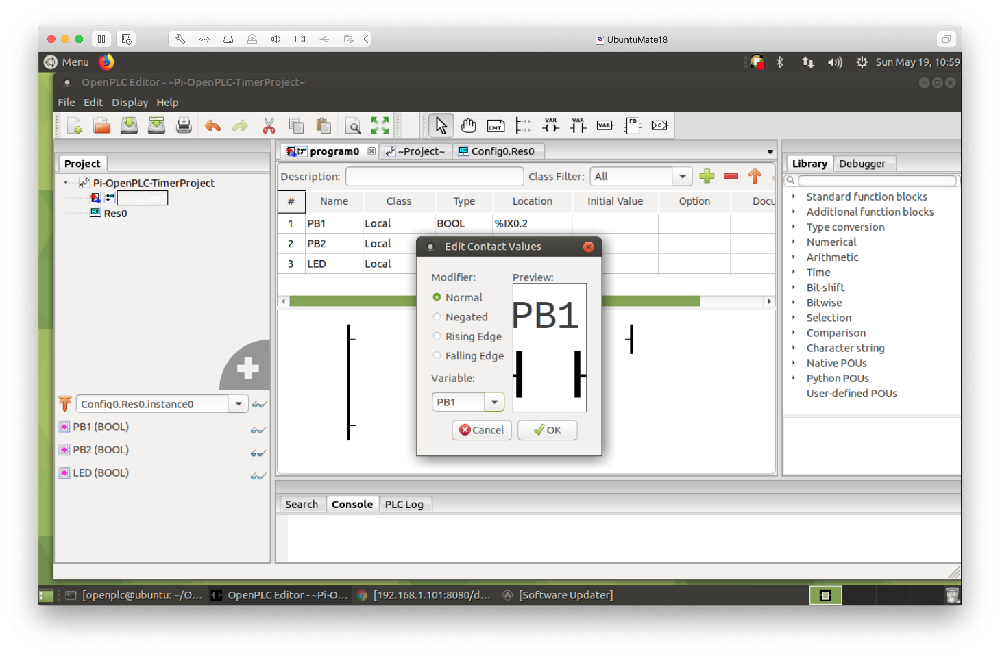 UbuntuMate18
Menu
Sun May 19, 10:59
OpenPLC Editor - ~Pi-OpenPLC-TimerProject~
File Edit Display Help
CMT VAR VAR VAR FB C
Project
Pi-OpenPLC-TimerProject
program0
Res0
Config0.Res0.instance0
PB1 (BOOL)
PB2 (BOOL)
LED (BOOL)
program0 ~Project~ Config0.Res0
Description: Class Filter: All
# Name Class Type Location Initial Value Option Docu
1 PB1 Local BOOL %IX0.2
2 PB2 Local
3 LED Local
Edit Contact Values
Modifier:
Normal
Negated
Rising Edge
Falling Edge
Variable:
PB1
Preview:
PB1
Cancel OK
Library Debugger
Standard function blocks
Additional function blocks
Type conversion
Numerical
Arithmetic
Time
Bit-shift
Bitwise
Selection
Comparison
Character string
Native POUs
Python POUs
User-defined POUs
Search Console PLC Log
[openplc@ubuntu: ~/O... OpenPLC Editor - ~Pi-O... [192.168.1.101:8080/d... [Software Updater]